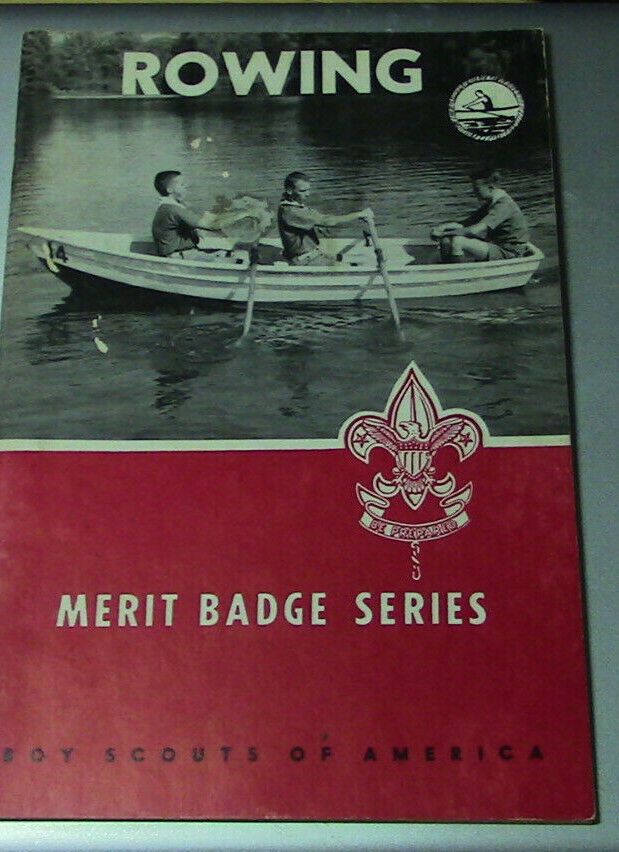 ROWING
14
BE PREPARED
MERIT BADGE SERIES
BOY SCOUTS OF AMERICA